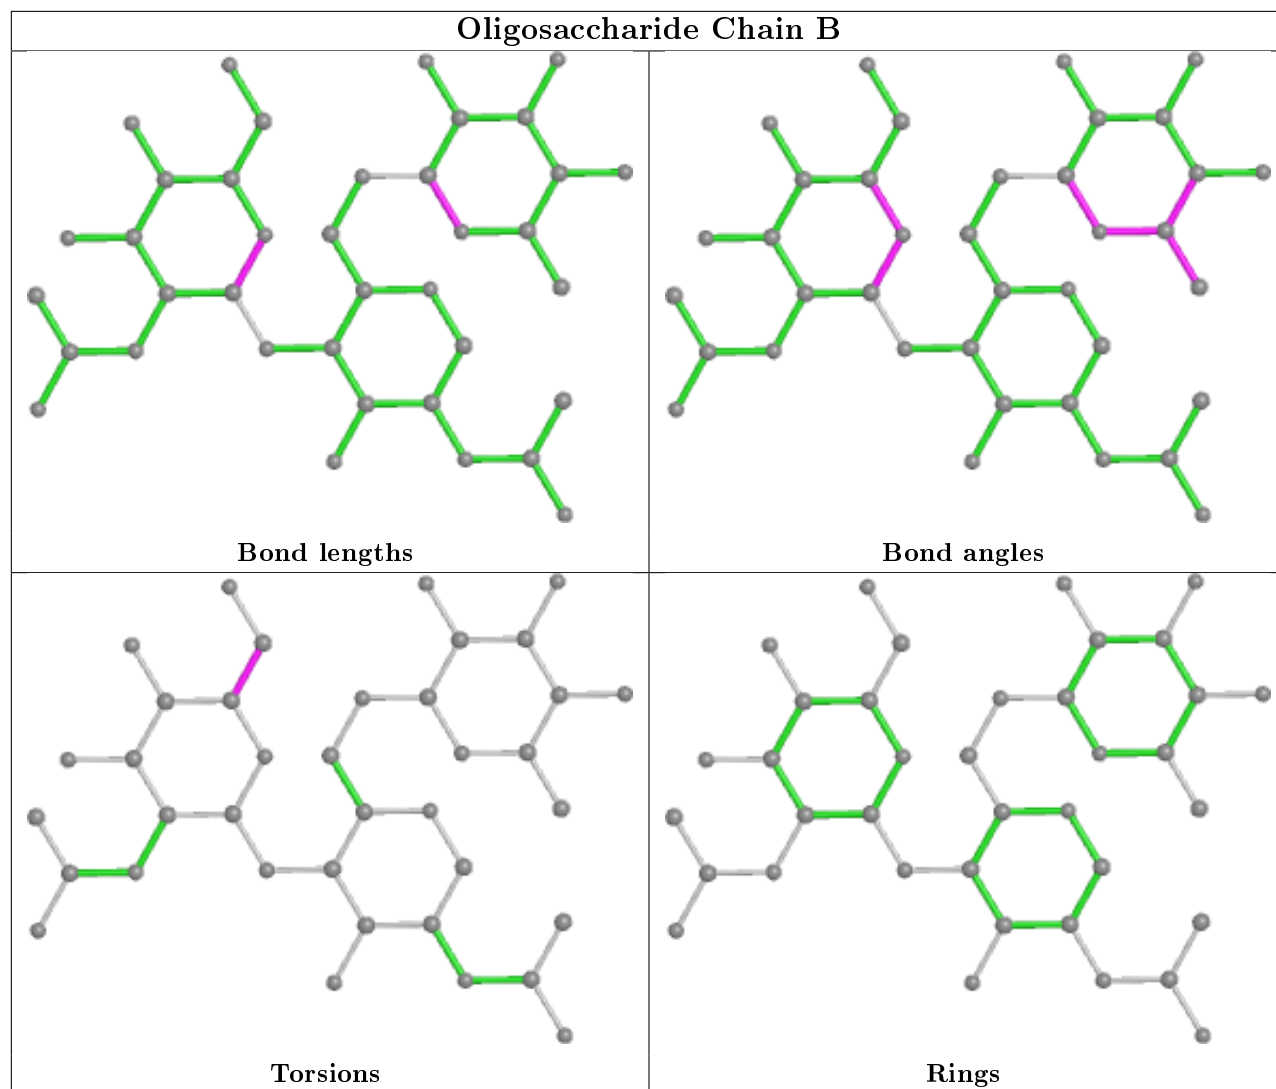 Oligosaccharide Chain B
Bond lengths
Bond angles
Torsions
Rings